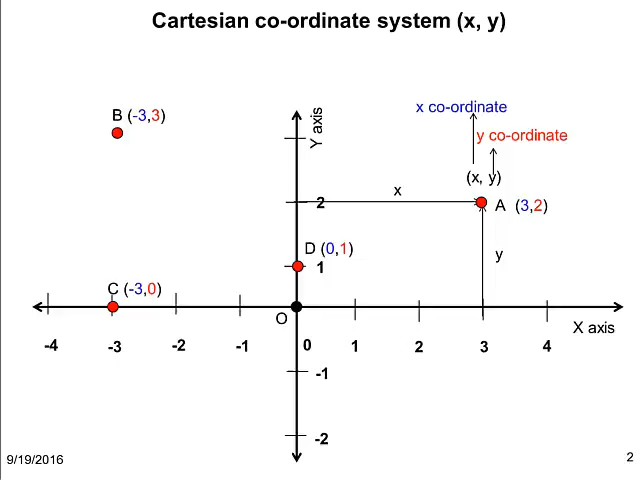 Cartesian co-ordinate system (x, y)
x co-ordinate
B (-3,3)
Y axis
y co-ordinate
(x, y)
x
2
A (3,2)
D (0,1)
y
1
C (-3,0)
O
X axis
-4 -3 -2 -1 0 1 2 3 4
-1
-2
9/19/2016
2